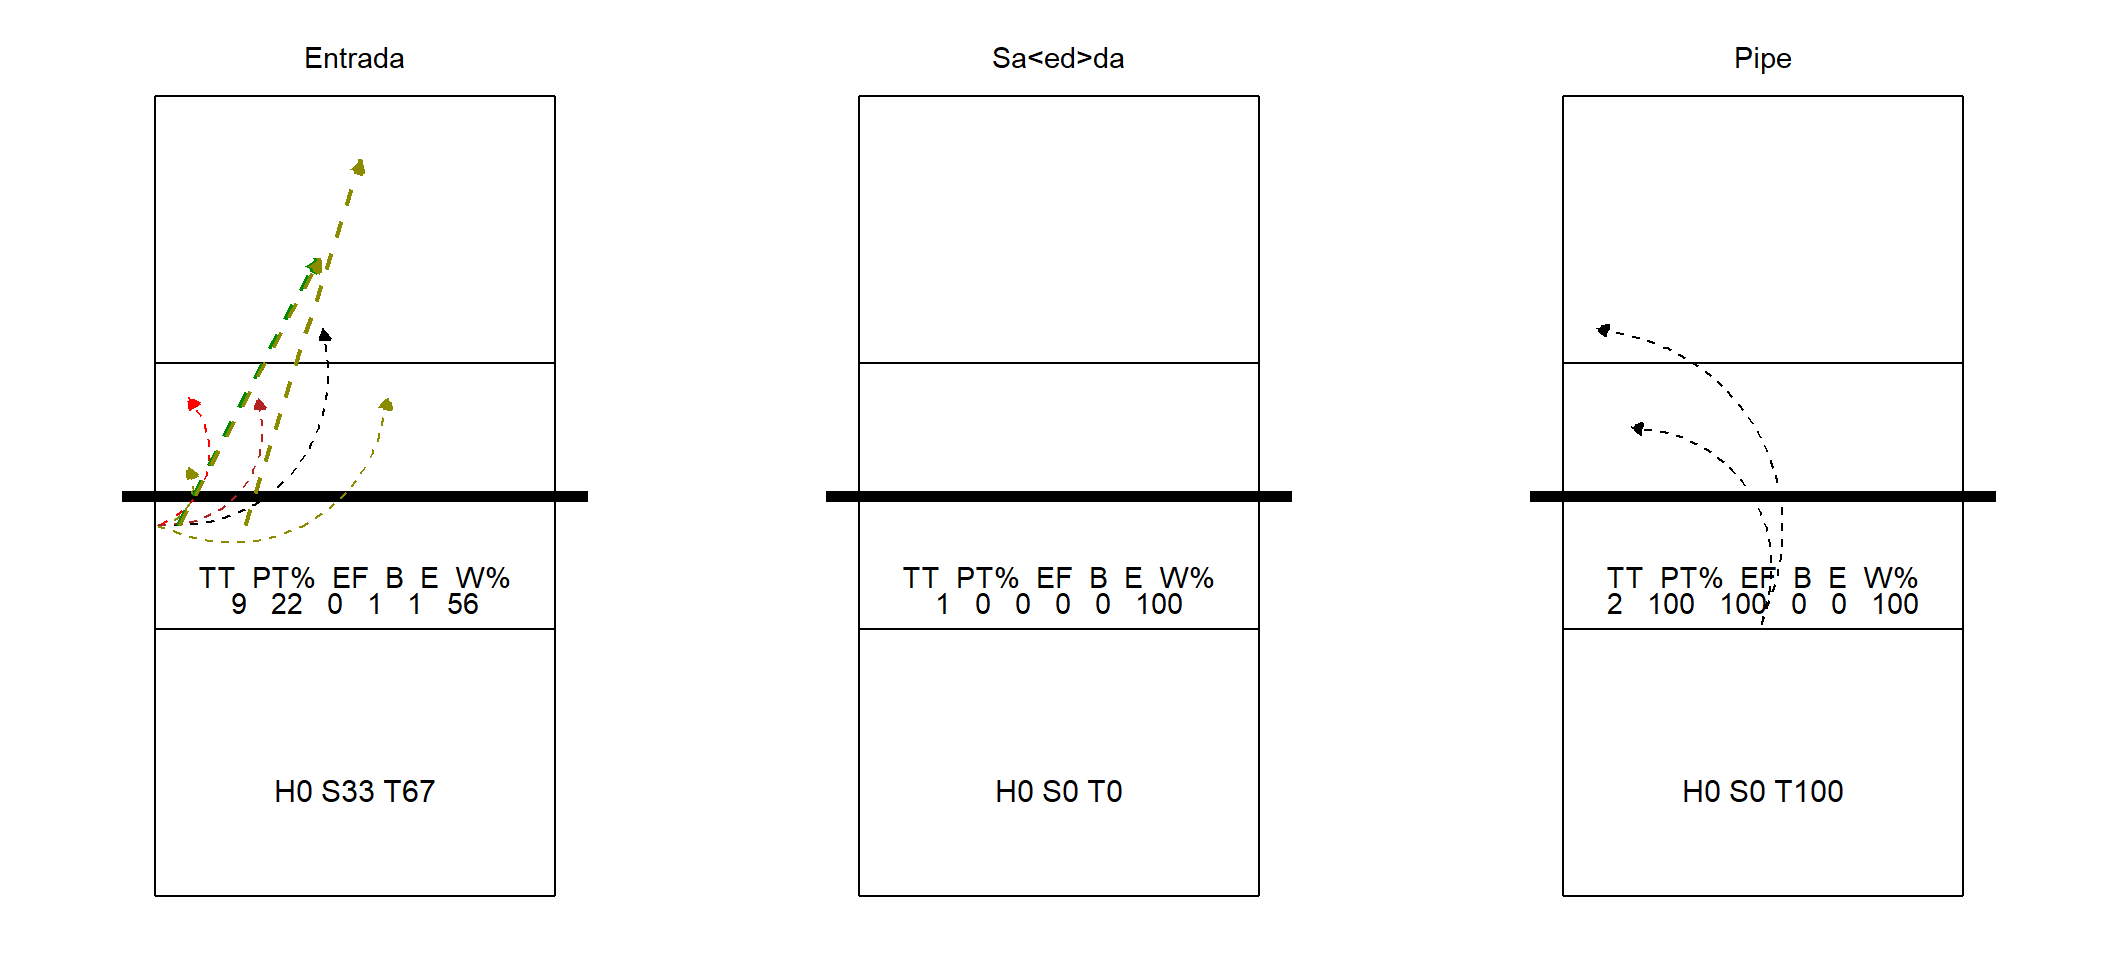 Entrada
TT PT% EF B E W%
9 22 0 1 1 56
H0 S33 T67
Sa<ed>da
TT PT% EF B E W%
1 0 0 0 0 100
H0 S0 T0
Pipe
TT PT% EF B E W%
2 100 100 0 0 100
H0 S0 T100